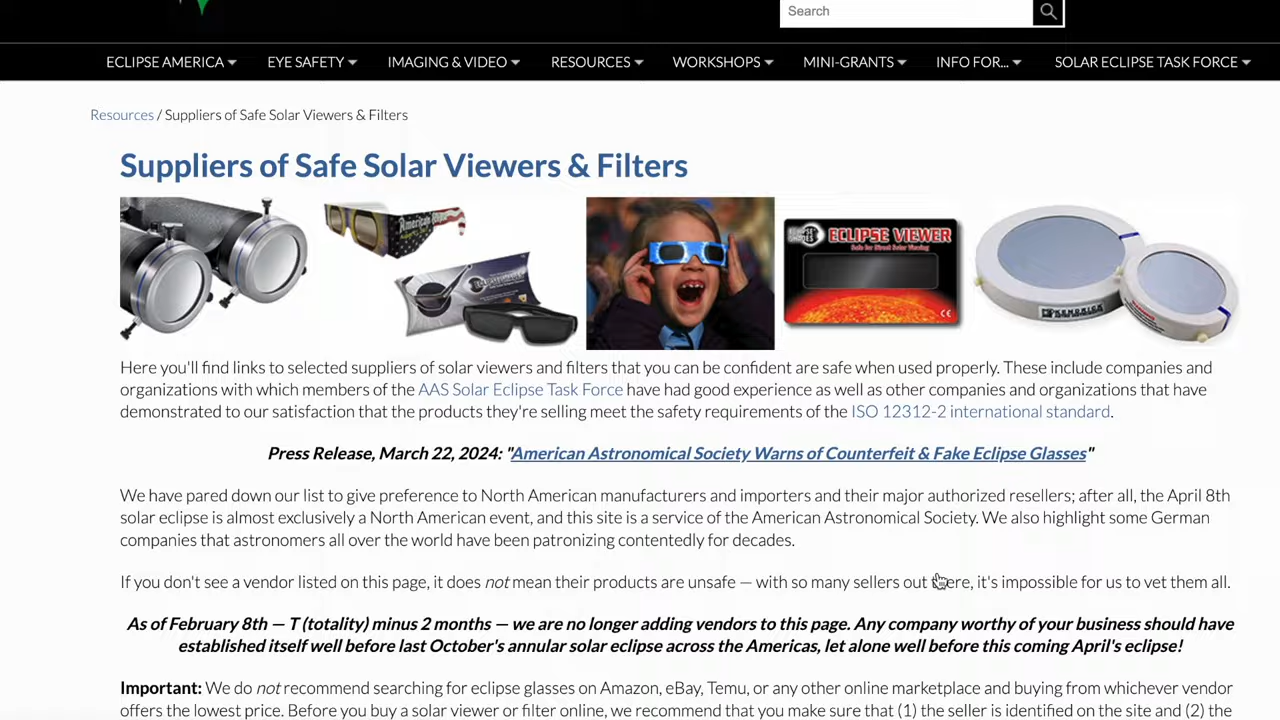 Search
ECLIPSE AMERICA EYE SAFETY IMAGING & VIDEO RESOURCES WORKSHOPS MINI-GRANTS INFO FOR... SOLAR ECLIPSE TASK FORCE
Resources / Suppliers of Safe Solar Viewers & Filters
Suppliers of Safe Solar Viewers & Filters
ECLIPSE VIEWER
Safe for Direct Solar Viewing
Here you'll find links to selected suppliers of solar viewers and filters that you can be confident are safe when used properly. These include companies and
organizations with which members of the AAS Solar Eclipse Task Force have had good experience as well as other companies and organizations that have
demonstrated to our satisfaction that the products they're selling meet the safety requirements of the ISO 12312-2 international standard.
Press Release, March 22, 2024: "American Astronomical Society Warns of Counterfeit & Fake Eclipse Glasses"
We have pared down our list to give preference to North American manufacturers and importers and their major authorized resellers; after all, the April 8th
solar eclipse is almost exclusively a North American event, and this site is a service of the American Astronomical Society. We also highlight some German
companies that astronomers all over the world have been patronizing contentedly for decades.
If you don't see a vendor listed on this page, it does not mean their products are unsafe — with so many sellers out there, it's impossible for us to vet them all.
As of February 8th — T (totality) minus 2 months — we are no longer adding vendors to this page. Any company worthy of your business should have
established itself well before last October's annular solar eclipse across the Americas, let alone well before this coming April's eclipse!
Important: We do not recommend searching for eclipse glasses on Amazon, eBay, Temu, or any other online marketplace and buying from whichever vendor
offers the lowest price. Before you buy a solar viewer or filter online, we recommend that you make sure that (1) the seller is identified on the site and (2) the